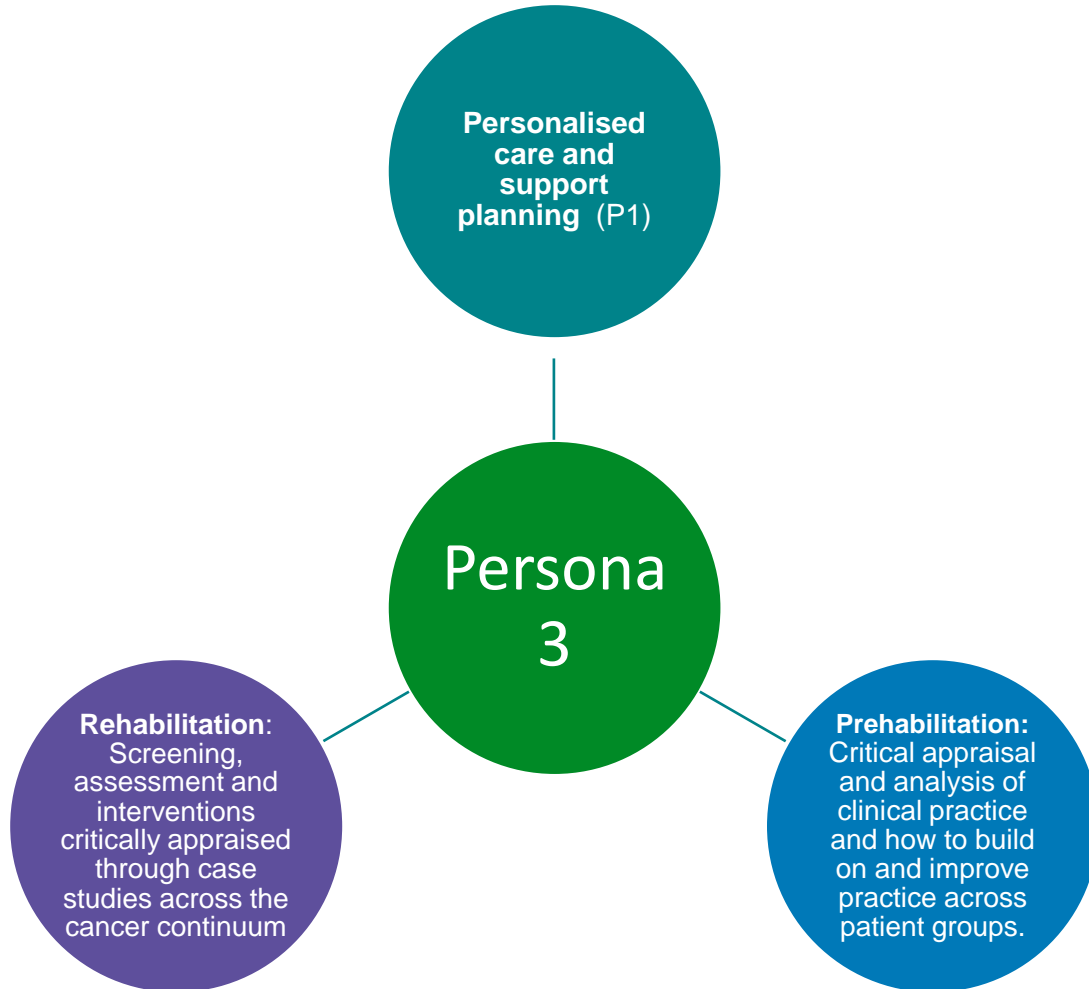 Personalised
care and
support
planning (P1)
Persona
3
Rehabilitation:
Screening,
assessment and
interventions
critically appraised
through case
studies across the
cancer continuum
Prehabilitation:
Critical appraisal
and analysis of
clinical practice
and how to build
on and improve
practice across
patient groups.